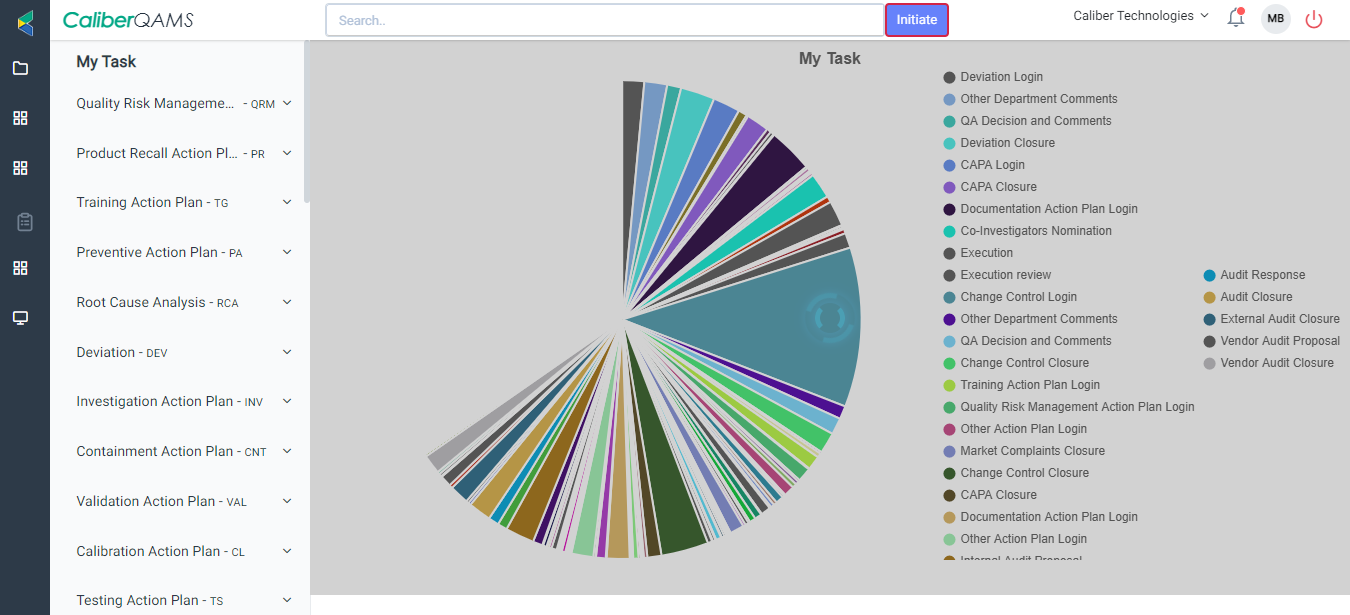 CaliberQAMS
Search..
Initiate
Caliber Technologies
MB
My Task
Quality Risk Manageme... - QRM
Product Recall Action Pl... - PR
Training Action Plan - TG
Preventive Action Plan - PA
Root Cause Analysis - RCA
Deviation - DEV
Investigation Action Plan - INV
Containment Action Plan - CNT
Validation Action Plan - VAL
Calibration Action Plan - CL
Testing Action Plan - TS
My Task
Deviation Login
Other Department Comments
QA Decision and Comments
Deviation Closure
CAPA Login
CAPA Closure
Documentation Action Plan Login
Co-Investigators Nomination
Execution
Execution review
Change Control Login
Other Department Comments
QA Decision and Comments
Change Control Closure
Training Action Plan Login
Quality Risk Management Action Plan Login
Other Action Plan Login
Market Complaints Closure
Change Control Closure
CAPA Closure
Documentation Action Plan Login
Other Action Plan Login
Internal Audit Proposal
Audit Response
Audit Closure
External Audit Closure
Vendor Audit Proposal
Vendor Audit Closure